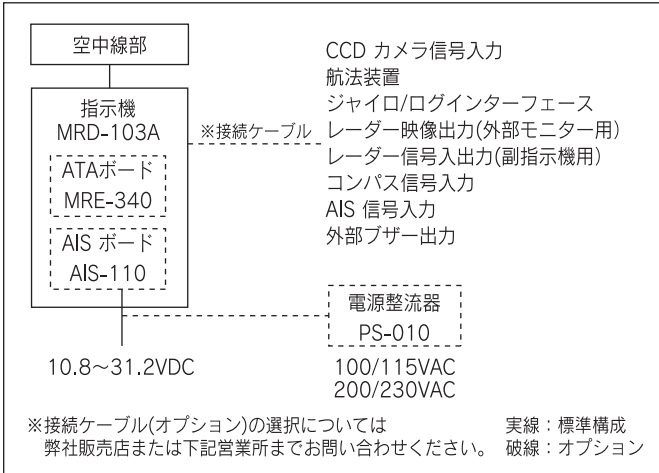 空中線部
指示機
MRD-103A
ATAボード
MRE-340
AIS ボード
AIS-110
※接続ケーブル
CCD カメラ信号入力
航法装置
ジャイロ/ログインターフェース
レーダー映像出力(外部モニター用)
レーダー信号入出力(副指示機用)
コンパス信号入力
AIS 信号入力
外部ブザー出力
電源整流器
PS-010
10.8〜31.2VDC
100/115VAC
200/230VAC
※接続ケーブル(オプション)の選択については
弊社販売店または下記営業所までお問い合わせください。
実線：標準構成
破線：オプション